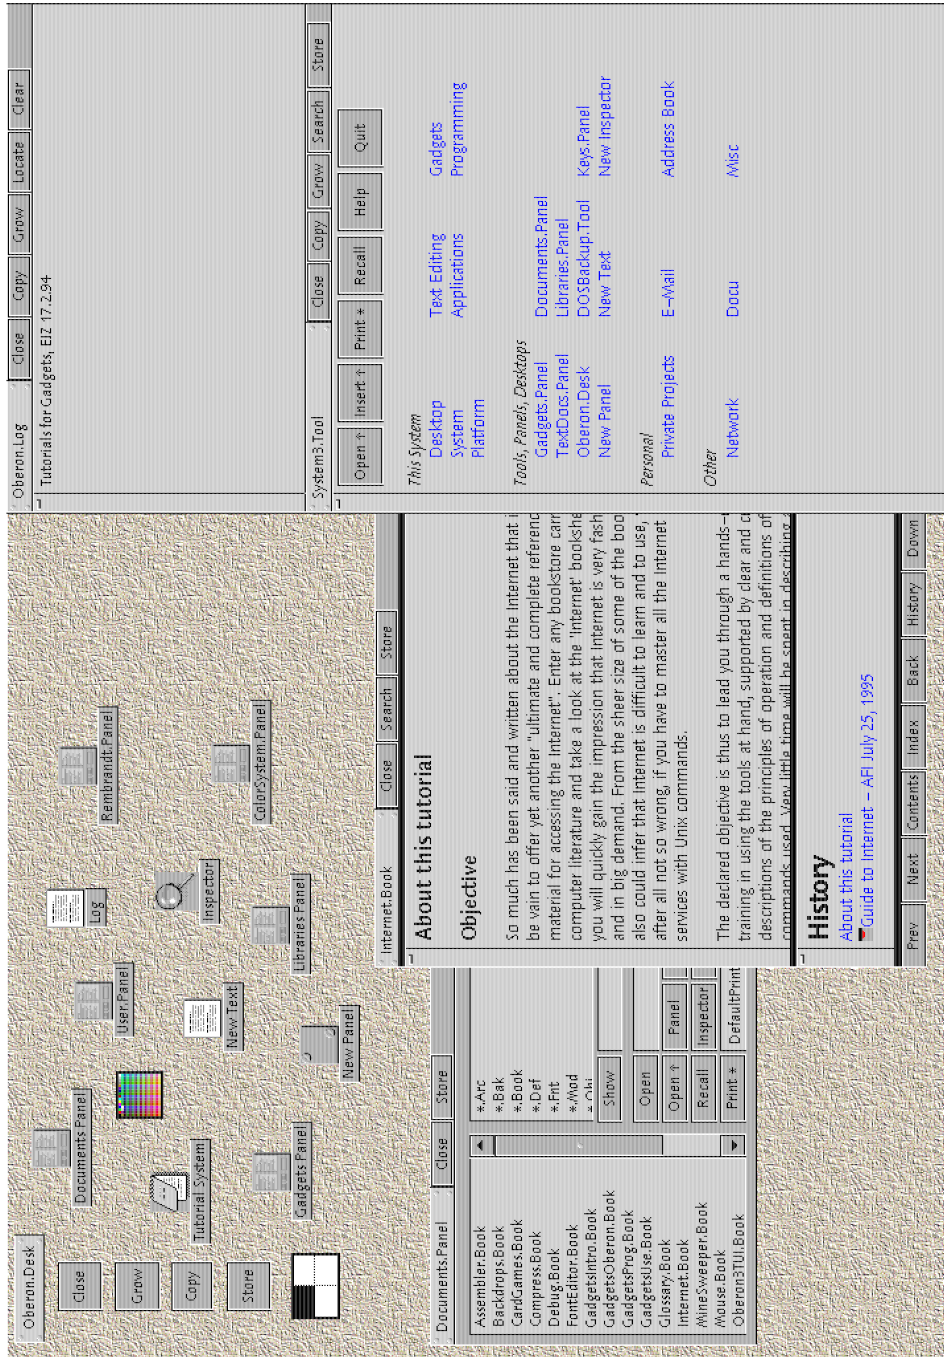 Oberon.Desk
Close
Grow
Copy
Store
Documents.Panel
Tutorial System
Gadgets Panel
User.Panel
New Text
New Panel
Log
Inspector
Libraries Panel
Rembrandt.Panel
ColorSystem.Panel
Documents.Panel Close Store
Assembler.Book
Backdrops.Book
CardGames.Book
Compress.Book
Debug.Book
FontEditor.Book
GadgetsIntro.Book
GadgetsOberon.Book
GadgetsProg.Book
GadgetsUse.Book
Glossary.Book
Internet.Book
MineSweeper.Book
Mouse.Book
Oberon3TUI.Book
*.Arc
*.Bak
*.Book
*.Def
*.Fnt
*.Mod
Show
Open
Open ↑ Panel
Recall Inspector
Print * DefaultPrint
Internet.Book Close Search Store
About this tutorial
Objective
So much has been said and written about the Internet that i
be vain to offer yet another "ultimate and complete referenc
material for accessing the Internet". Enter any bookstore carr
computer literature and take a look at the 'Internet' bookshe
you will quickly gain the impression that Internet is very fash
and in big demand. From the sheer size of some of the boo
also could infer that Internet is difficult to learn and to use,
after all not so wrong, if you have to master all the Internet
services with Unix commands.
The declared objective is thus to lead you through a hands-
training in using the tools at hand, supported by clear and c
descriptions of the principles of operation and definitions of
commands used. Very little time will be spent in describing
History
About this tutorial
Guide to Internet – AFI July 25, 1995
Prev Next Contents Index Back History Down
Oberon.Log Close Copy Grow Locate Clear
Tutorials for Gadgets, EIZ 17.2.94
System3.Tool Close Copy Grow Search Store
Open ↑ Insert ↑ Print * Recall Help Quit
This System
Desktop Text Editing Gadgets
System Applications Programming
Platform
Tools, Panels, Desktops
Gadgets.Panel Documents.Panel
TextDocs.Panel Libraries.Panel
Oberon.Desk DOSBackup.Tool Keys.Panel
New Panel New Text New Inspector
Personal
Private Projects E–Mail Address Book
Other
Network Docu Misc